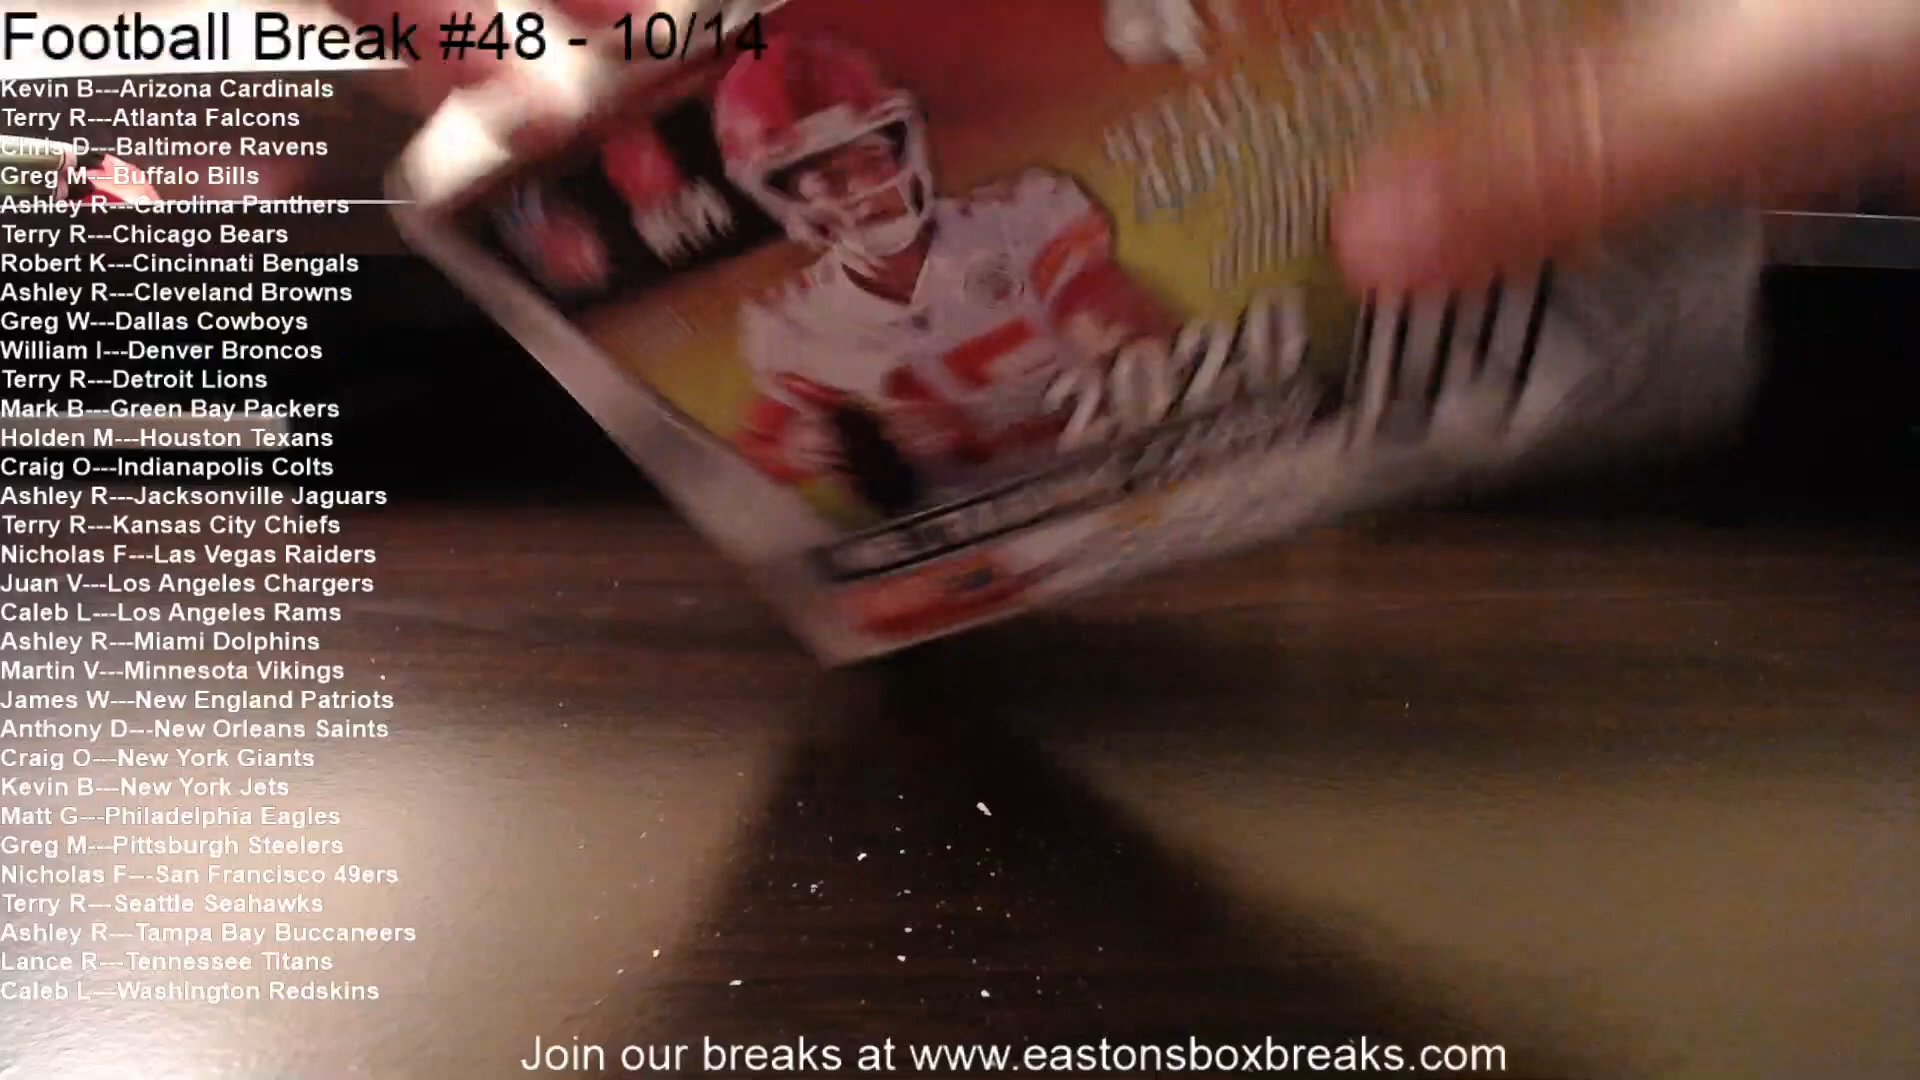 Football Break #48 - 10/14
Kevin B---Arizona Cardinals
Terry R---Atlanta Falcons
Chris D---Baltimore Ravens
Greg M---Buffalo Bills
Ashley R---Carolina Panthers
Terry R---Chicago Bears
Robert K---Cincinnati Bengals
Ashley R---Cleveland Browns
Greg W---Dallas Cowboys
William I---Denver Broncos
Terry R---Detroit Lions
Mark B---Green Bay Packers
Holden M---Houston Texans
Craig O---Indianapolis Colts
Ashley R---Jacksonville Jaguars
Terry R---Kansas City Chiefs
Nicholas F---Las Vegas Raiders
Juan V---Los Angeles Chargers
Caleb L---Los Angeles Rams
Ashley R---Miami Dolphins
Martin V---Minnesota Vikings
James W---New England Patriots
Anthony D---New Orleans Saints
Craig O---New York Giants
Kevin B---New York Jets
Matt G---Philadelphia Eagles
Greg M---Pittsburgh Steelers
Nicholas F---San Francisco 49ers
Terry R---Seattle Seahawks
Ashley R---Tampa Bay Buccaneers
Lance R---Tennessee Titans
Caleb L---Washington Redskins
2020
15
Join our breaks at www.eastonsboxbreaks.com